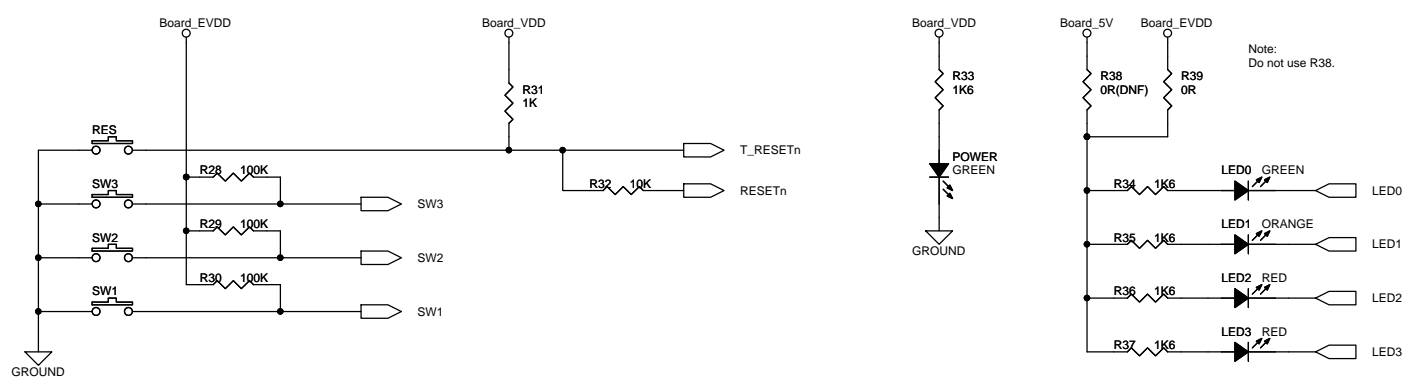 Board_EVDD
Board_VDD
R31
1K
RES
T_RESETn
R28 100K
R32 10K
RESETn
SW3
SW3
R29 100K
SW2
SW2
R30 100K
SW1
SW1
GROUND
Board_VDD
R33
1K6
POWER
GREEN
GROUND
Board_5V
Board_EVDD
Note:
Do not use R38.
R38
0R(DNF)
R39
0R
R34 1K6
LED0 GREEN
LED0
R35 1K6
LED1 ORANGE
LED1
R36 1K6
LED2 RED
LED2
R37 1K6
LED3 RED
LED3